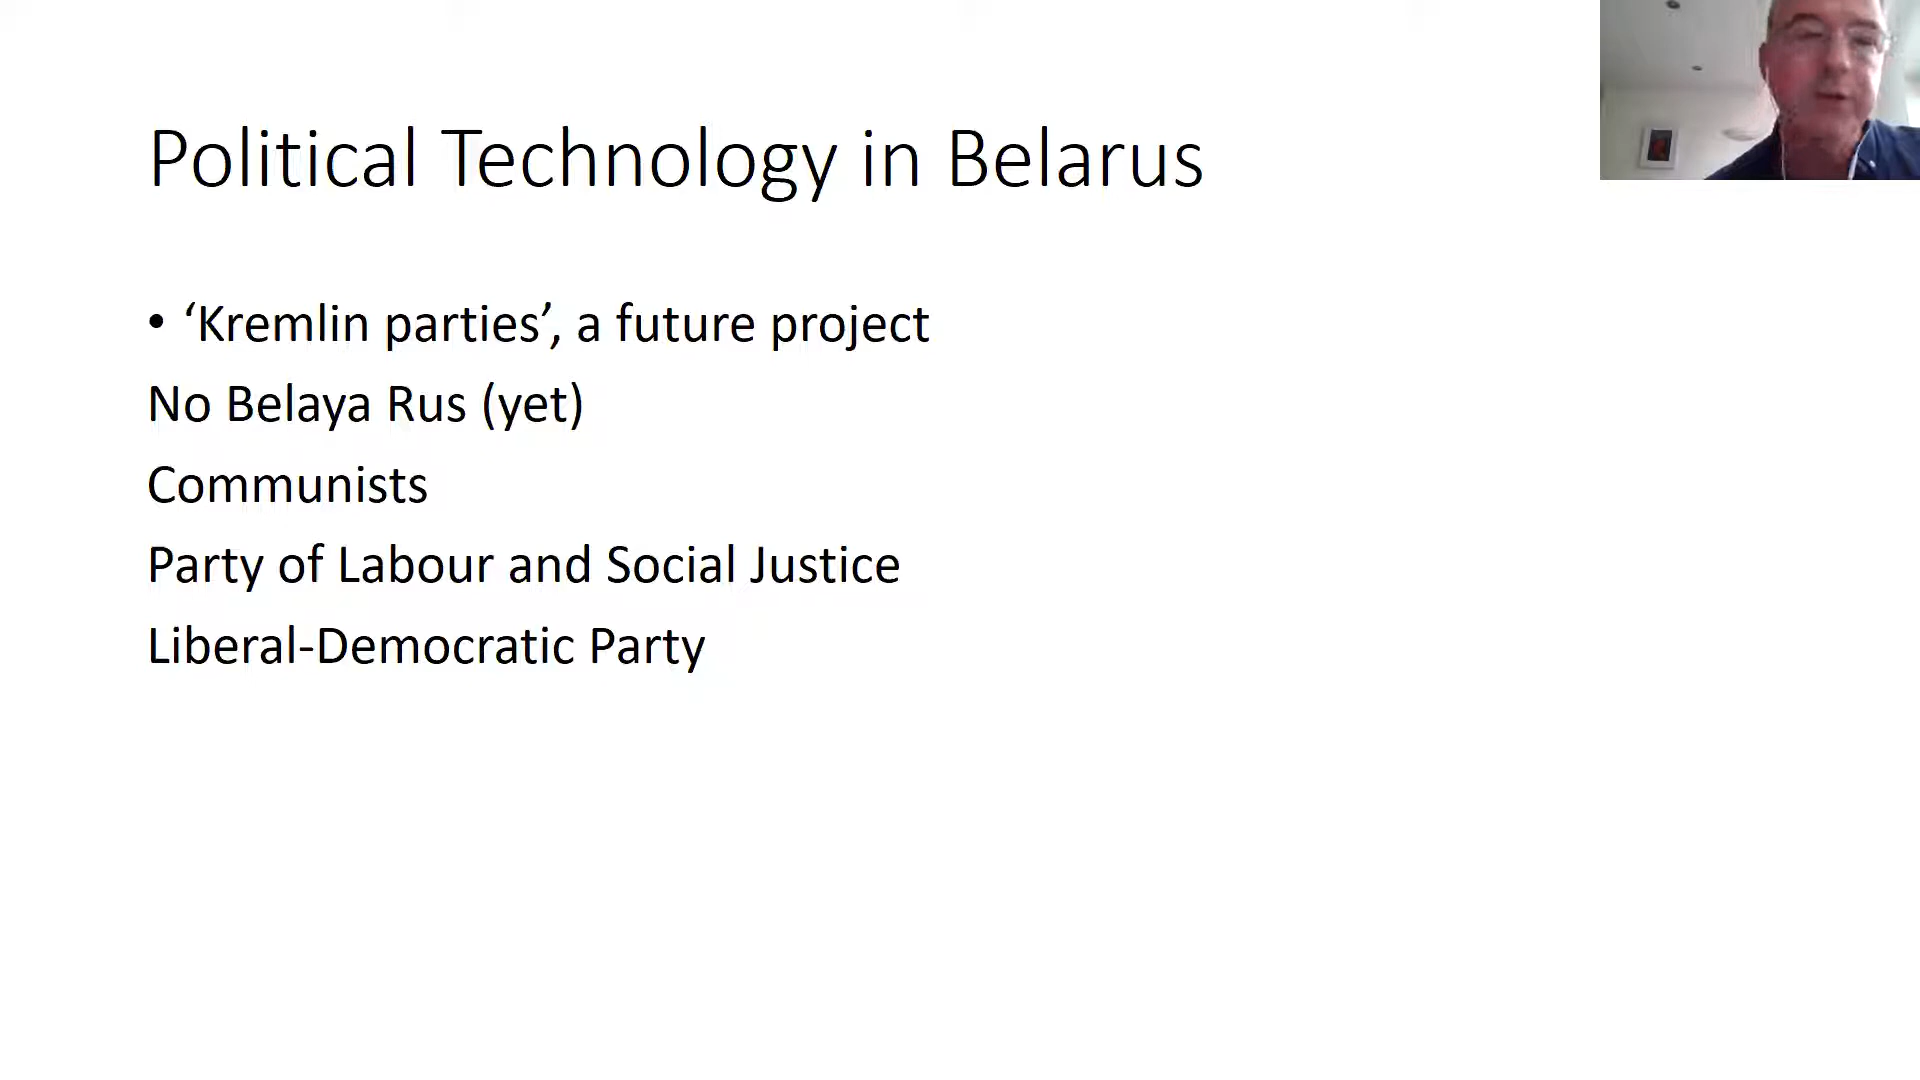 Political Technology in Belarus
• ‘Kremlin parties’, a future project
No Belaya Rus (yet)
Communists
Party of Labour and Social Justice
Liberal-Democratic Party